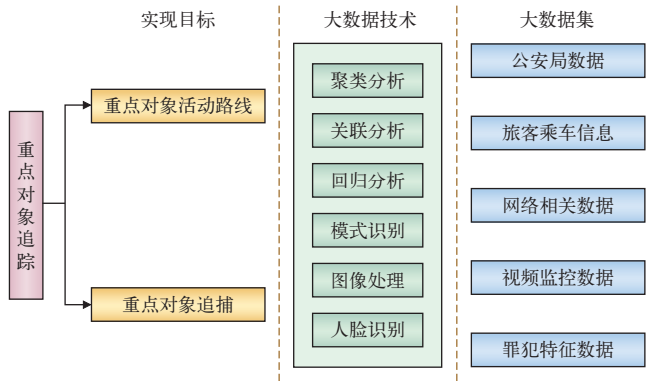 实现目标
大数据技术
大数据集
重点对象追踪
重点对象活动路线
重点对象追捕
聚类分析
关联分析
回归分析
模式识别
图像处理
人脸识别
公安局数据
旅客乘车信息
网络相关数据
视频监控数据
罪犯特征数据